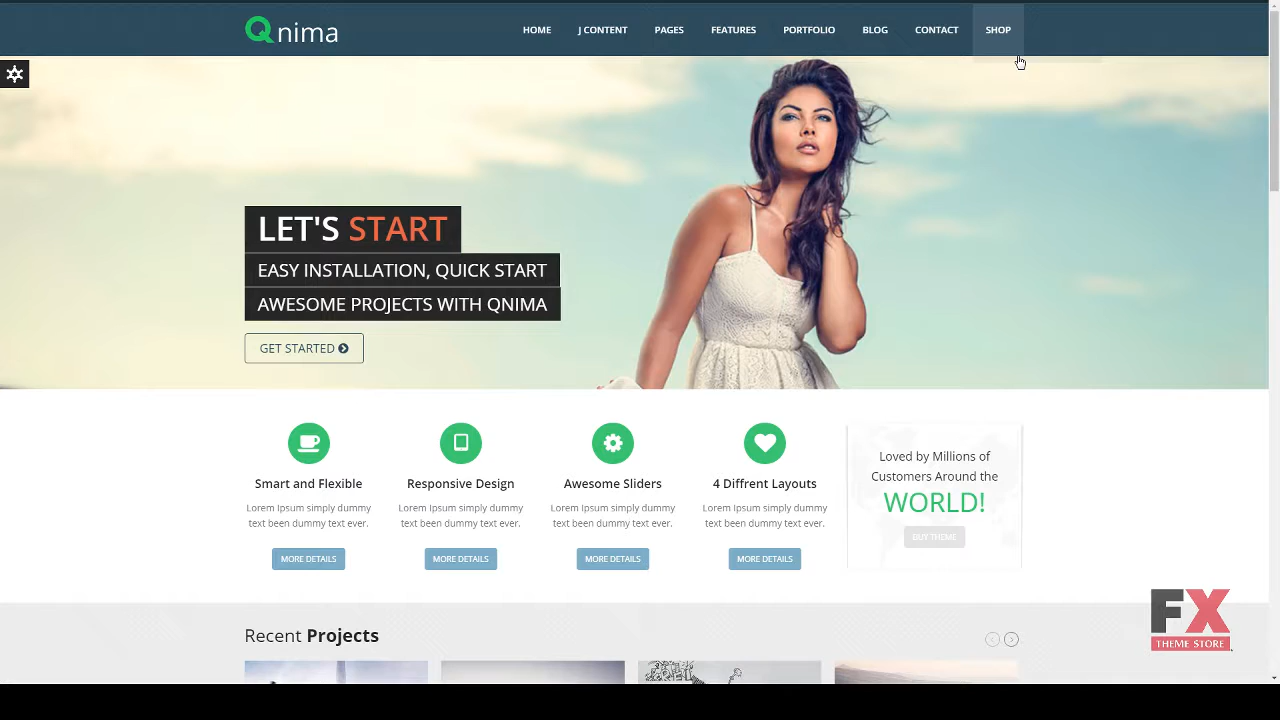 Qnima
HOME J CONTENT PAGES FEATURES PORTFOLIO BLOG CONTACT SHOP
LET'S START
EASY INSTALLATION, QUICK START
AWESOME PROJECTS WITH QNIMA
GET STARTED
Smart and Flexible
Lorem Ipsum simply dummy
text been dummy text ever.
MORE DETAILS
Responsive Design
Lorem Ipsum simply dummy
text been dummy text ever.
MORE DETAILS
Awesome Sliders
Lorem Ipsum simply dummy
text been dummy text ever.
MORE DETAILS
4 Diffrent Layouts
Lorem Ipsum simply dummy
text been dummy text ever.
MORE DETAILS
Loved by Millions of
Customers Around the
WORLD!
BUY THEME
Recent Projects
FX
THEME STORE